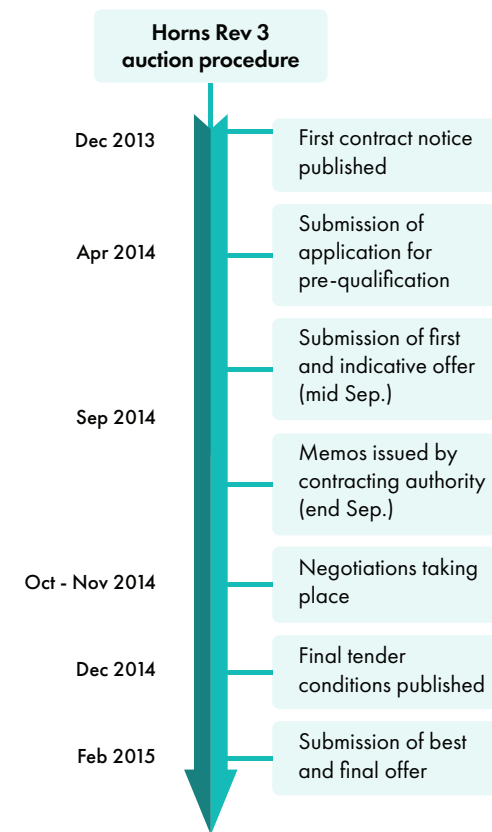 Horns Rev 3
auction procedure
Dec 2013
First contract notice
published
Apr 2014
Submission of
application for
pre-qualification
Sep 2014
Submission of first
and indicative offer
(mid Sep.)
Memos issued by
contracting authority
(end Sep.)
Oct - Nov 2014
Negotiations taking
place
Dec 2014
Final tender
conditions published
Feb 2015
Submission of best
and final offer